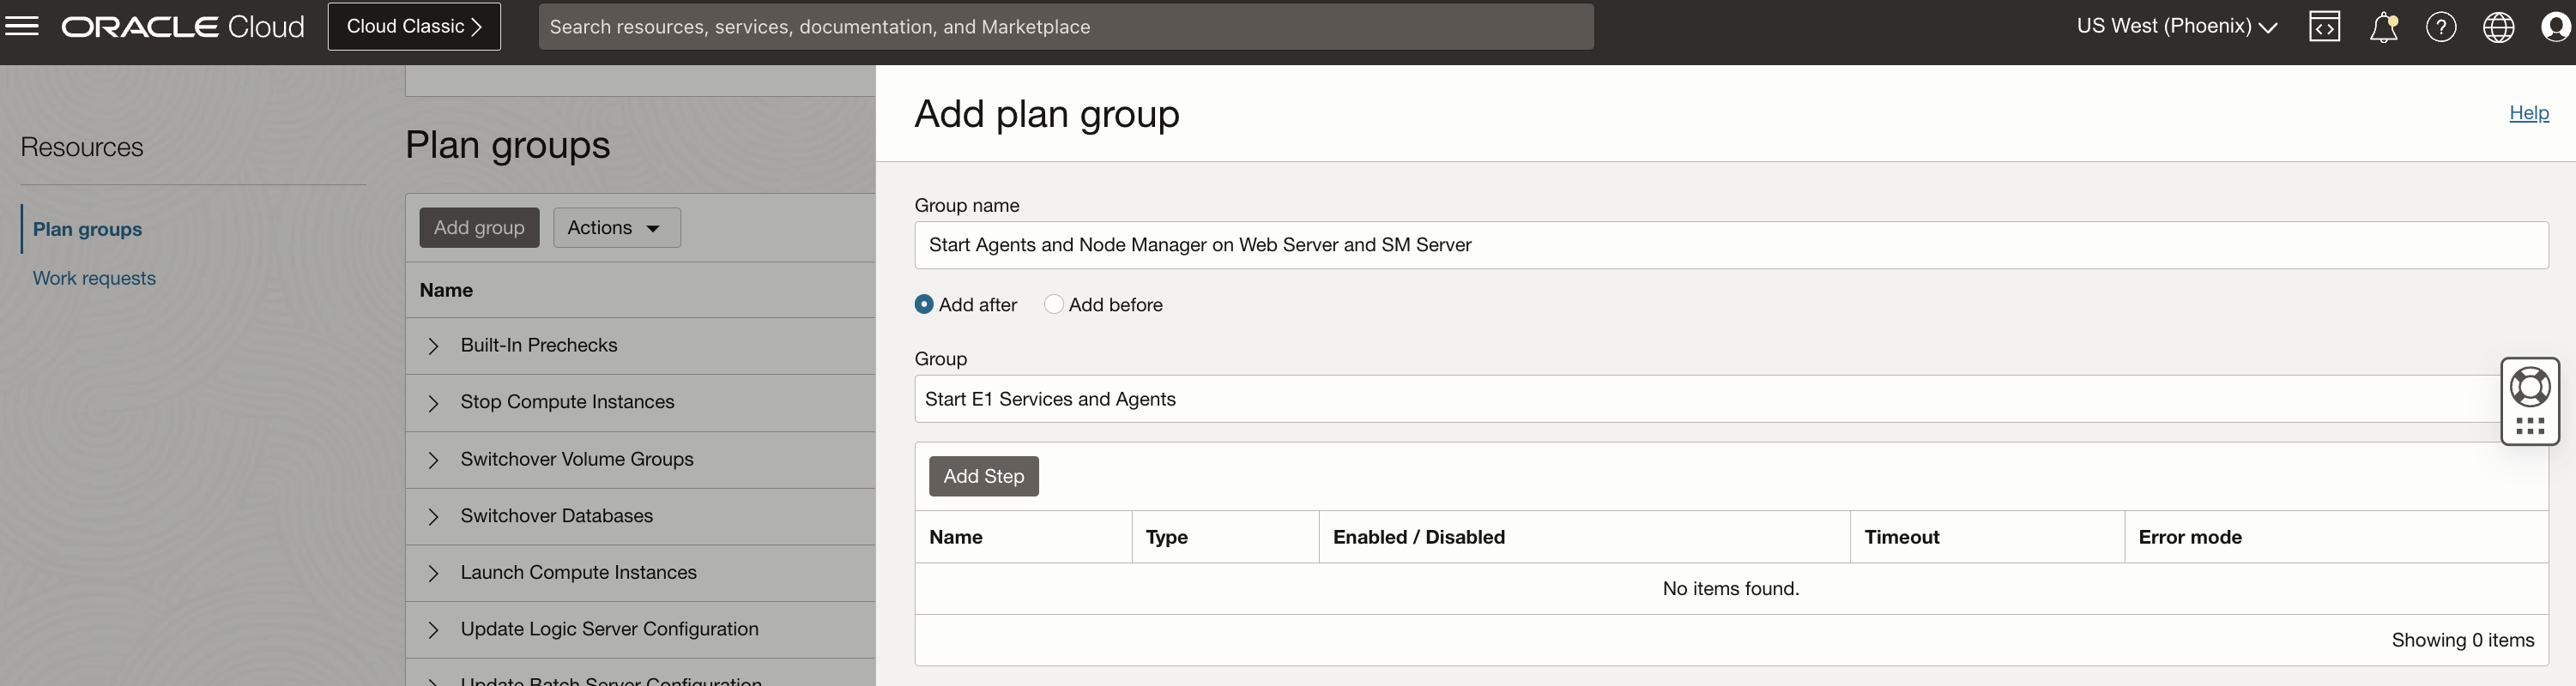 ORACLE Cloud
Cloud Classic
Search resources, services, documentation, and Marketplace
US West (Phoenix)
Resources
Plan groups
Work requests
Plan groups
Add group
Actions
Name
Built-In Prechecks
Stop Compute Instances
Switchover Volume Groups
Switchover Databases
Launch Compute Instances
Update Logic Server Configuration
Update Batch Server Configuration
Add plan group
Help
Group name
Start Agents and Node Manager on Web Server and SM Server
Add after
Add before
Group
Start E1 Services and Agents
Add Step
Name
Type
Enabled / Disabled
Timeout
Error mode
No items found.
Showing 0 items